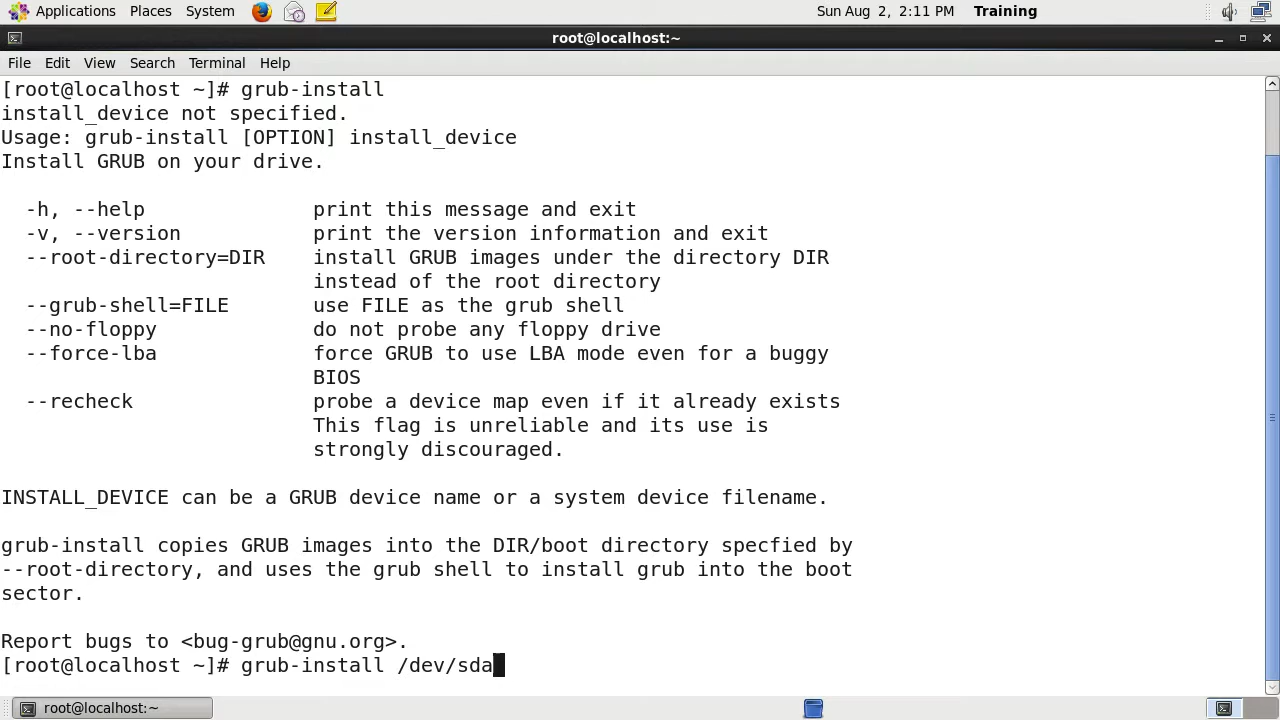 Applications Places System Sun Aug 2, 2:11 PM Training
root@localhost:~
File Edit View Search Terminal Help
[root@localhost ~]# grub-install
install_device not specified.
Usage: grub-install [OPTION] install_device
Install GRUB on your drive.
-h, --help print this message and exit
-v, --version print the version information and exit
--root-directory=DIR install GRUB images under the directory DIR
instead of the root directory
--grub-shell=FILE use FILE as the grub shell
--no-floppy do not probe any floppy drive
--force-lba force GRUB to use LBA mode even for a buggy
BIOS
--recheck probe a device map even if it already exists
This flag is unreliable and its use is
strongly discouraged.
INSTALL_DEVICE can be a GRUB device name or a system device filename.
grub-install copies GRUB images into the DIR/boot directory specfied by
--root-directory, and uses the grub shell to install grub into the boot
sector.
Report bugs to <bug-grub@gnu.org>.
[root@localhost ~]# grub-install /dev/sda
root@localhost:~